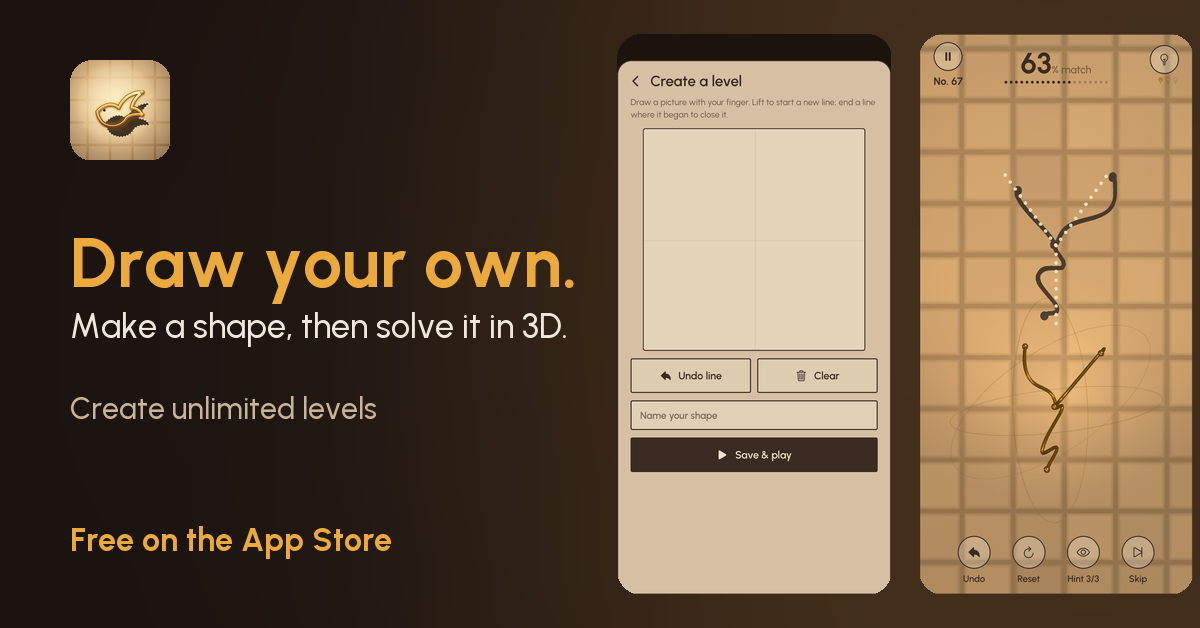 Draw your own.
Make a shape, then solve it in 3D.
Create unlimited levels
Free on the App Store
Create a level
Draw a picture with your finger. Lift to start a new line, end a line
where it began to close it.
Undo line
Clear
Name your shape
Save & play
63% match
No. 67
Undo
Reset
Hint 3/3
Skip